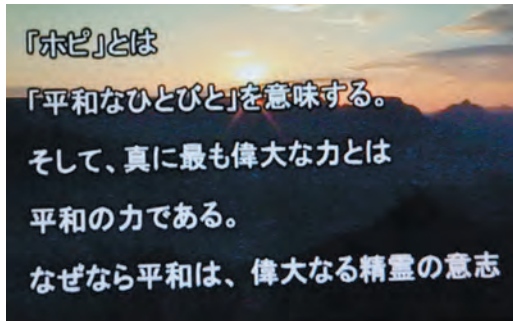 「ホピ」とは
「平和なひとびと」を意味する。
そして、真に最も偉大な力とは
平和の力である。
なぜなら平和は、偉大なる精霊の意志